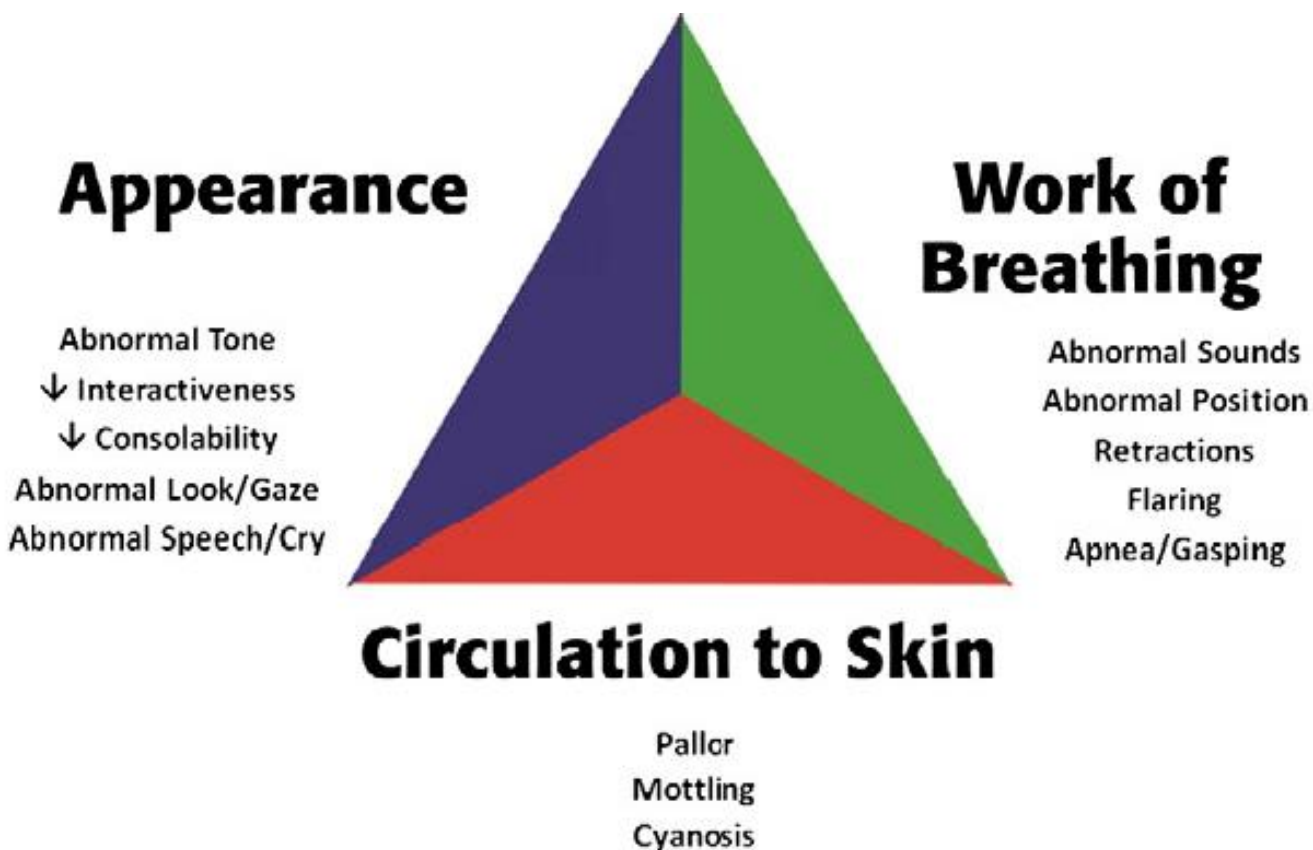 Appearance
Abnormal Tone
↓ Interactiveness
↓ Consolability
Abnormal Look/Gaze
Abnormal Speech/Cry
Work of
Breathing
Abnormal Sounds
Abnormal Position
Retractions
Flaring
Apnea/Gasping
Circulation to Skin
Pallor
Mottling
Cyanosis